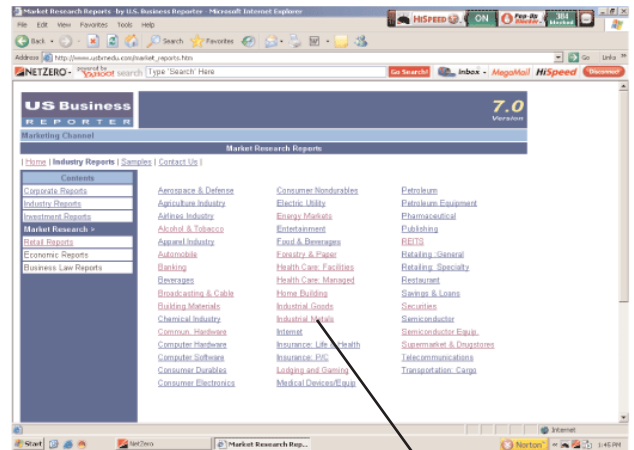 Market Research Reports by U.S. Business Reporter - Microsoft Internet Explorer
HiSPEED ON Pop-Up 384 blocked
File Edit View Favorites Tools Help
Back Search Favorites
Address http://www.usbrnedu.com/market_reports.htm Go Links
NETZERO powered by YAHOO! search Type 'Search' Here Go Search! Inbox - MegaMail HiSpeed Disconnect
US Business
REPORTER
7.0
Version
Marketing Channel
Market Research Reports
| Home | Industry Reports | Samples | Contact Us |
Contents
Corporate Reports
Industry Reports
Investment Reports
Market Research >
Retail Reports
Economic Reports
Business Law Reports
Aerospace & Defense
Agriculture Industry
Airlines Industry
Alcohol & Tobacco
Apparel Industry
Automobile
Banking
Beverages
Broadcasting & Cable
Building Materials
Chemical Industry
Commun. Hardware
Computer Hardware
Computer Software
Consumer Durables
Consumer Electronics
Consumer Nondurables
Electric Utility
Energy Markets
Entertainment
Food & Beverages
Forestry & Paper
Health Care: Facilities
Health Care: Managed
Home Building
Industrial Goods
Industrial Metals
Internet
Insurance: Life & Health
Insurance: P/C
Lodging and Gaming
Medical Devices/Equip
Petroleum
Petroleum Equipment
Pharmaceutical
Publishing
REITS
Retailing: General
Retailing: Specialty
Restaurant
Savings & Loans
Securities
Semiconductor
Semiconductor Equip.
Supermarket & Drugstores
Telecommunications
Transportation: Cargo
Internet
Start NetZero Market Research Rep... Norton 1:45 PM